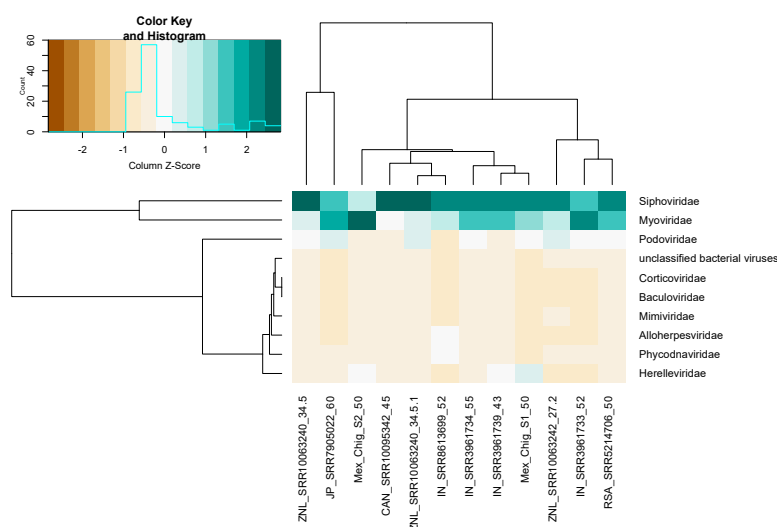 Color Key
and Histogram
Count
0 20 40 60
-2 -1 0 1 2
Column Z-Score
Siphoviridae
Myoviridae
Podoviridae
unclassified bacterial viruses
Corticoviridae
Baculoviridae
Mimiviridae
Alloherpesviridae
Phycodnaviridae
Herelleviridae
ZNL_SRR10063240_34.5
JP_SRR7905022_60
Mex_Chig_S2_50
CAN_SRR10095342_45
ZNL_SRR10063240_34.5.1
IN_SRR8613699_52
IN_SRR3961734_55
IN_SRR3961739_43
Mex_Chig_S1_50
ZNL_SRR10063242_27.2
IN_SRR3961733_52
RSA_SRR5214706_50